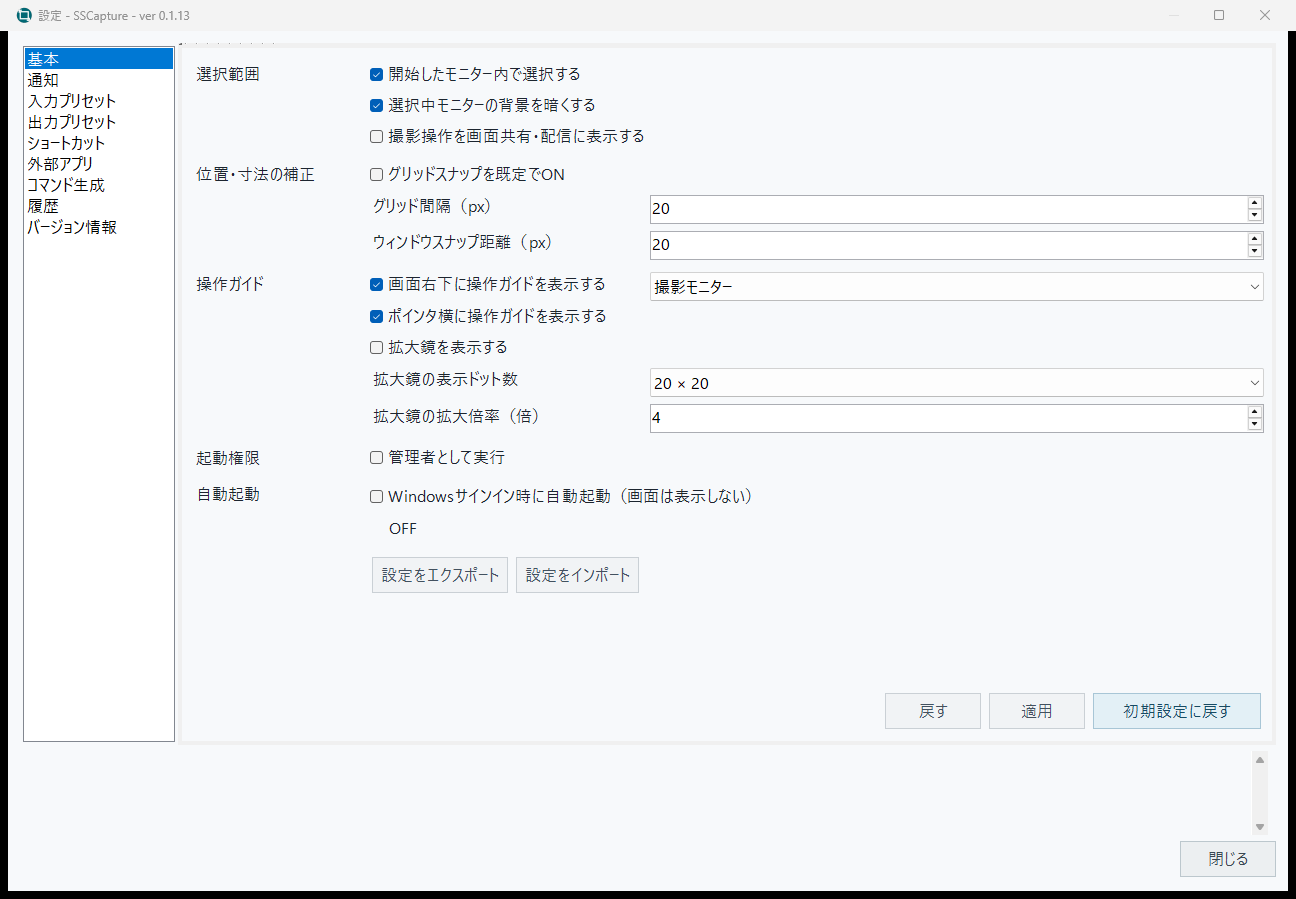 設定 - SSCapture - ver 0.1.13
基本
通知
入力プリセット
出力プリセット
ショートカット
外部アプリ
コマンド生成
履歴
バージョン情報
選択範囲
開始したモニター内で選択する
選択中モニターの背景を暗くする
撮影操作を画面共有・配信に表示する
位置・寸法の補正
グリッドスナップを既定でON
グリッド間隔（px）
20
ウィンドウスナップ距離（px）
20
操作ガイド
画面右下に操作ガイドを表示する
撮影モニター
ポインタ横に操作ガイドを表示する
拡大鏡を表示する
拡大鏡の表示ドット数
20 × 20
拡大鏡の拡大倍率（倍）
4
起動権限
管理者として実行
自動起動
Windowsサインイン時に自動起動（画面は表示しない）
OFF
設定をエクスポート
設定をインポート
戻す
適用
初期設定に戻す
閉じる